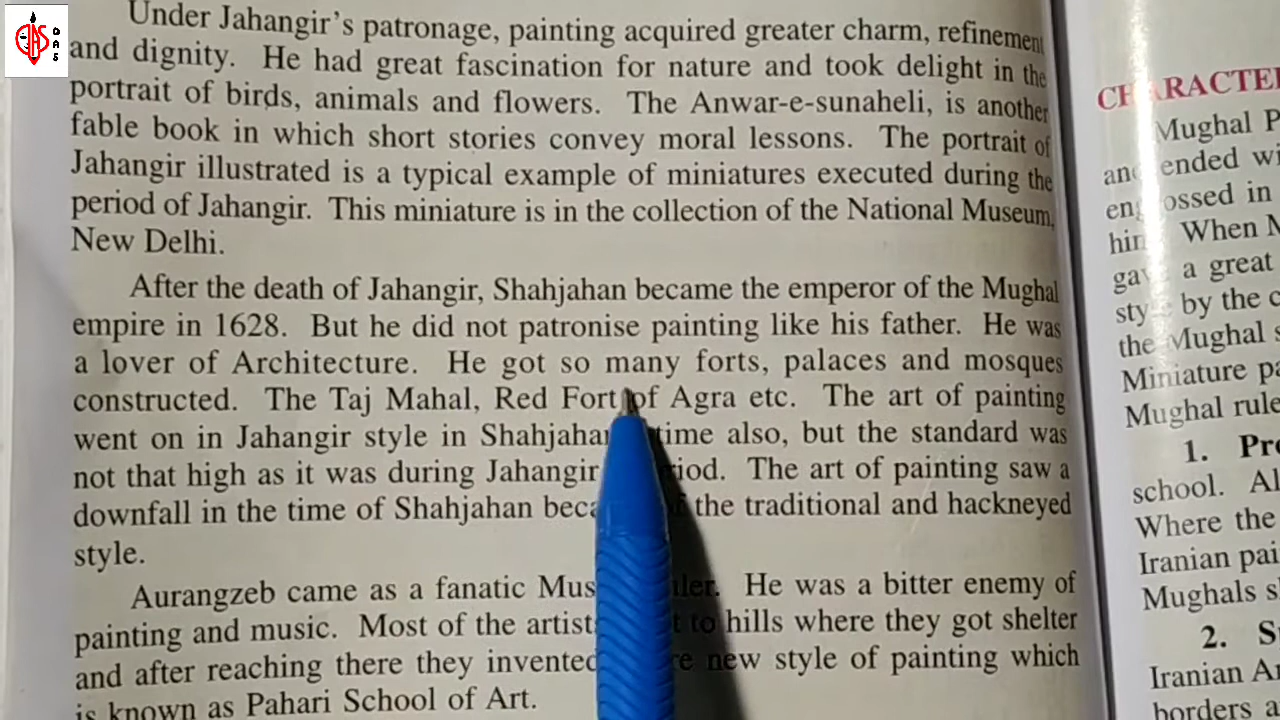 DAS
Under Jahangir's patronage, painting acquired greater charm, refinement
and dignity. He had great fascination for nature and took delight in the
portrait of birds, animals and flowers. The Anwar-e-sunaheli, is another
fable book in which short stories convey moral lessons. The portrait of
Jahangir illustrated is a typical example of miniatures executed during the
period of Jahangir. This miniature is in the collection of the National Museum,
New Delhi.
After the death of Jahangir, Shahjahan became the emperor of the Mughal
empire in 1628. But he did not patronise painting like his father. He was
a lover of Architecture. He got so many forts, palaces and mosques
constructed. The Taj Mahal, Red Fort of Agra etc. The art of painting
went on in Jahangir style in Shahjahan time also, but the standard was
not that high as it was during Jahangir The art of painting saw a
downfall in the time of Shahjahan the traditional and hackneyed
style.
Aurangzeb came as a fanatic He was a bitter enemy of
painting and music. Most of the to hills where they got shelter
and after reaching there they invented new style of painting which
is known as Pahari School of Art.
Mughal
ended
in
When
a great
by the
the Mughal
Miniature
Mughal
1.
school.
Where the
Iranian
Mughals
2.
Iranian
borders